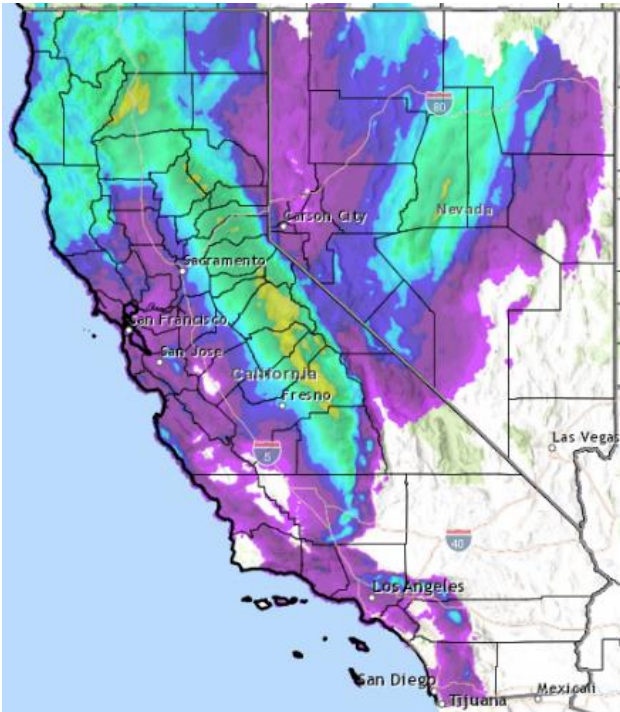 80
Nevada
Carson City
Sacramento
San Francisco
San Jose
California
Fresno
Las Vegas
5
40
Los Angeles
San Diego
Mexicali
Tijuana